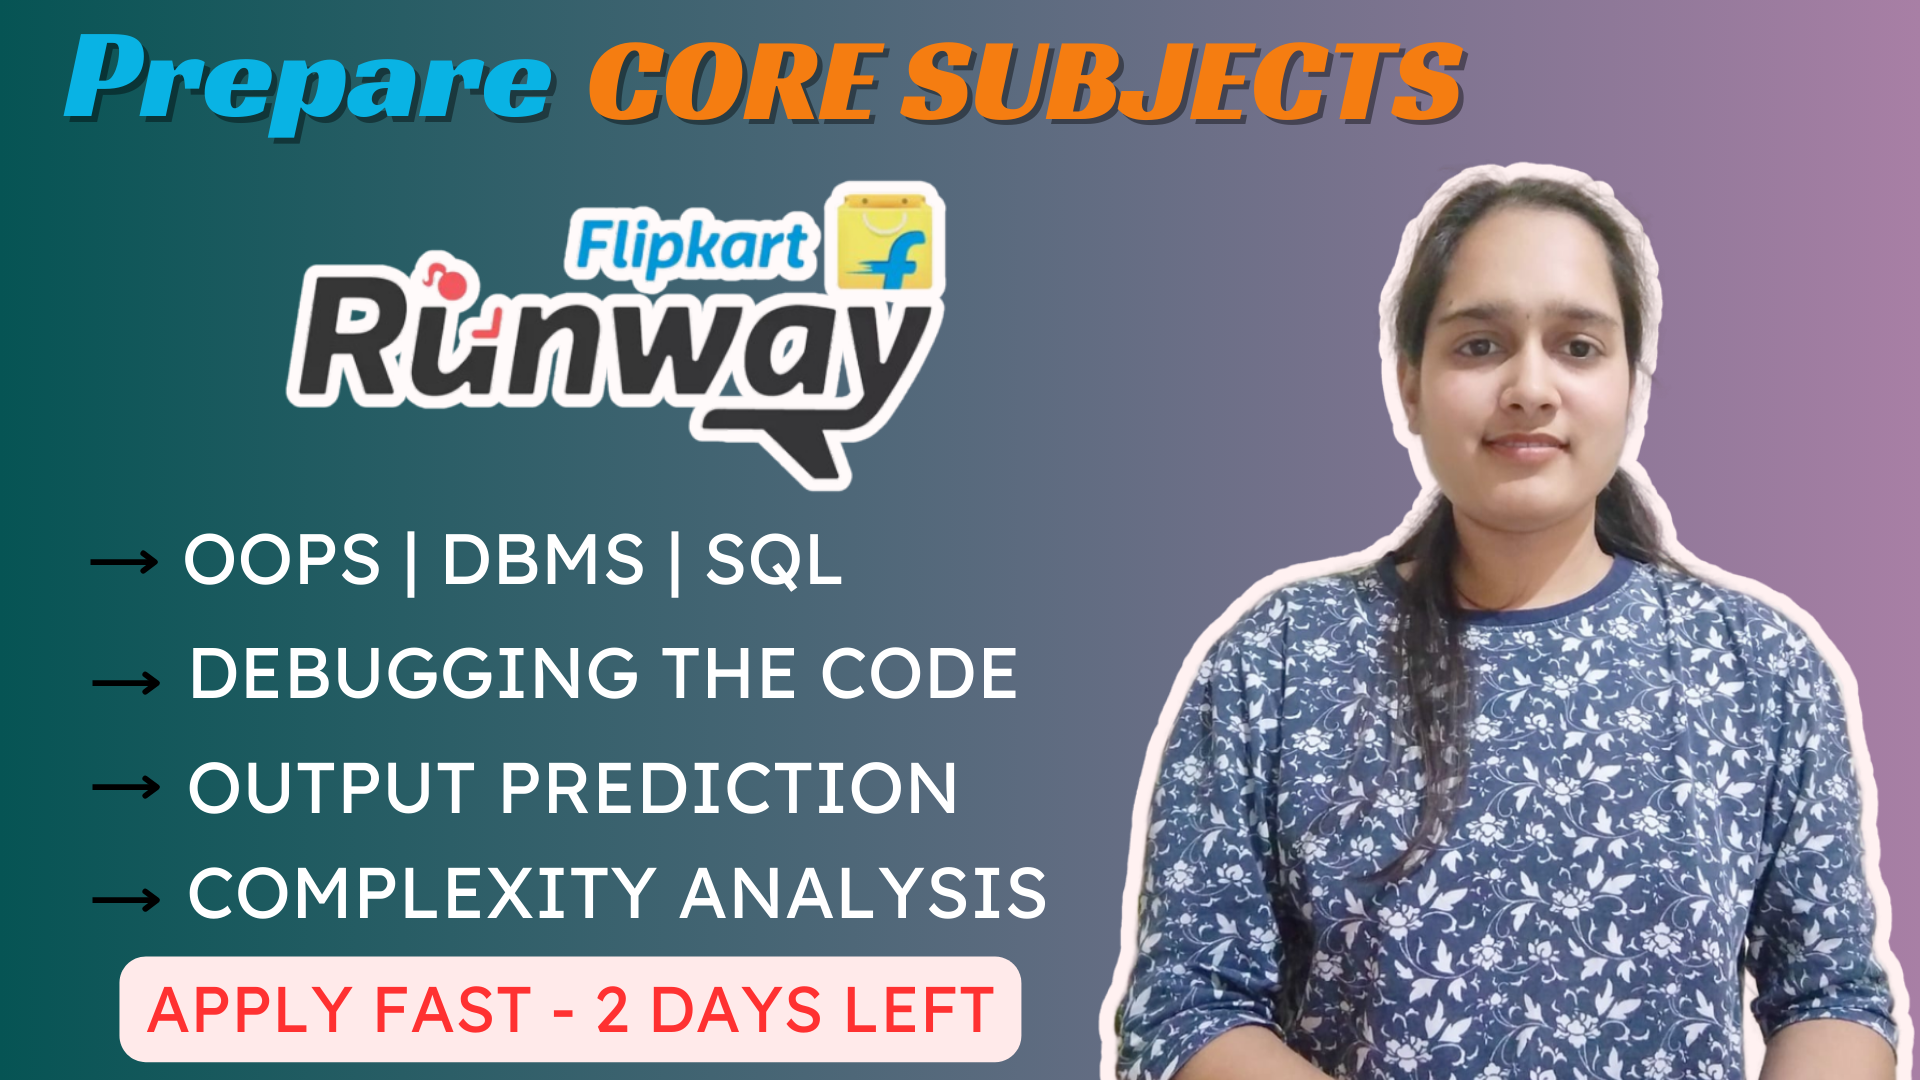 Prepare CORE SUBJECTS
Flipkart
Runway
OOPS | DBMS | SQL
DEBUGGING THE CODE
OUTPUT PREDICTION
COMPLEXITY ANALYSIS
APPLY FAST - 2 DAYS LEFT